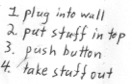 1 plug into wall
2 put stuff in top
3. push button
4. take stuff out